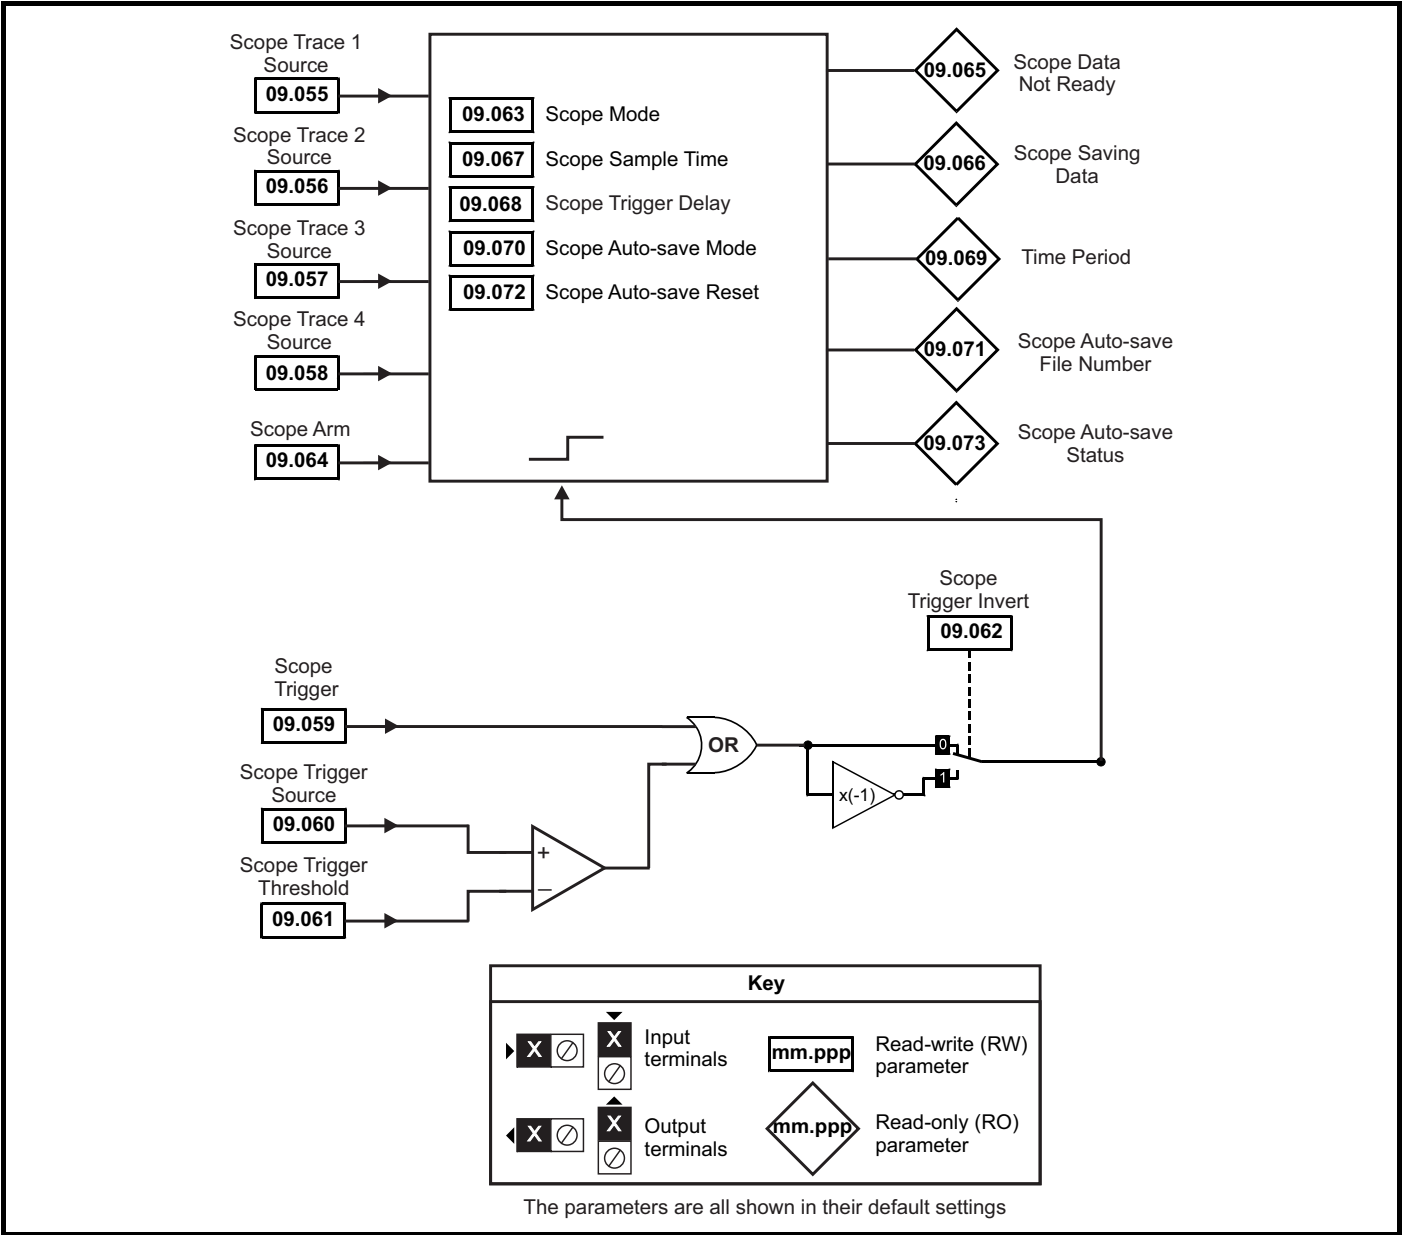 Scope Trace 1
Source
09.055
Scope Trace 2
Source
09.056
Scope Trace 3
Source
09.057
Scope Trace 4
Source
09.058
Scope Arm
09.064
09.063 Scope Mode
09.067 Scope Sample Time
09.068 Scope Trigger Delay
09.070 Scope Auto-save Mode
09.072 Scope Auto-save Reset
09.065 Scope Data
Not Ready
09.066 Scope Saving
Data
09.069 Time Period
09.071 Scope Auto-save
File Number
09.073 Scope Auto-save
Status
Scope
Trigger Invert
09.062
Scope
Trigger
09.059
Scope Trigger
Source
09.060
Scope Trigger
Threshold
09.061
+
−
OR
x(-1)
0
1
Key
X X Input
terminals
mm.ppp Read-write (RW)
parameter
X X Output
terminals
mm.ppp Read-only (RO)
parameter
The parameters are all shown in their default settings